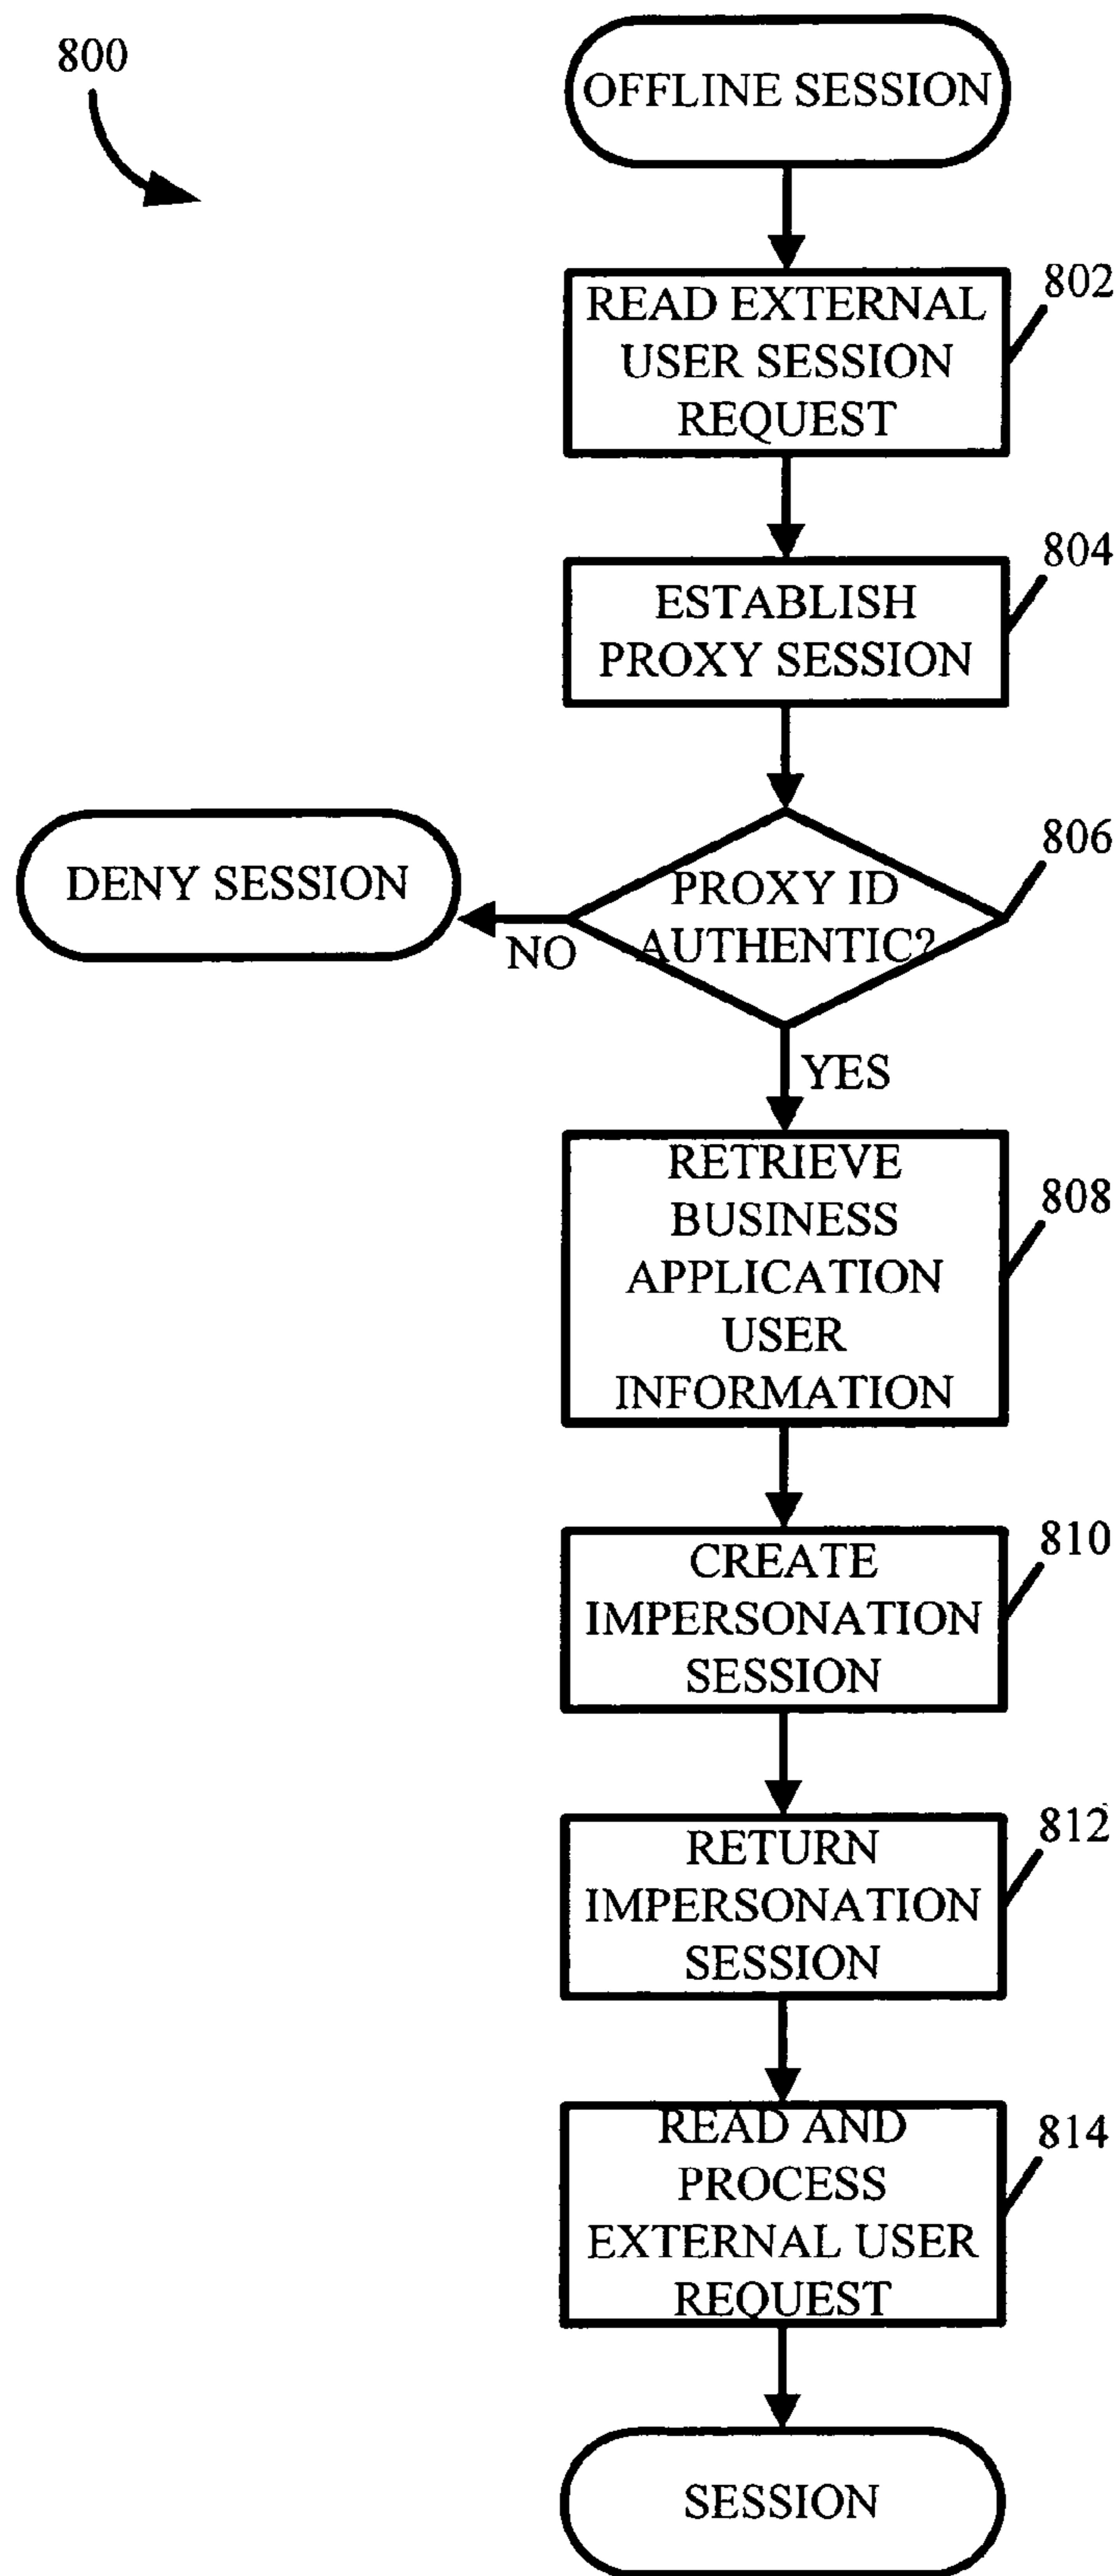 800
OFFLINE SESSION
READ EXTERNAL
USER SESSION
REQUEST
802
ESTABLISH
PROXY SESSION
804
PROXY ID
AUTHENTIC?
806
DENY SESSION
NO
YES
RETRIEVE
BUSINESS
APPLICATION
USER
INFORMATION
808
CREATE
IMPERSONATION
SESSION
810
RETURN
IMPERSONATION
SESSION
812
READ AND
PROCESS
EXTERNAL USER
REQUEST
814
SESSION